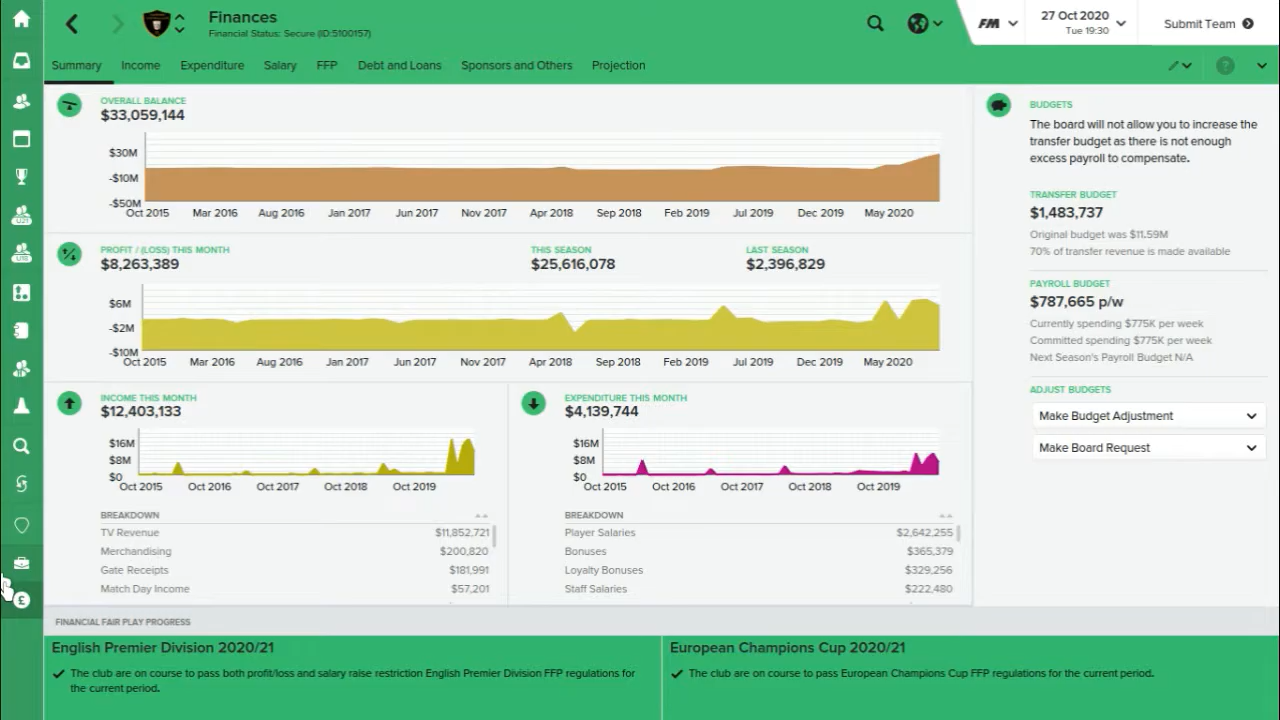 Finances
Financial Status: Secure (ID:5100157)
FM
27 Oct 2020
Tue 19:30
Submit Team
Summary
Income
Expenditure
Salary
FFP
Debt and Loans
Sponsors and Others
Projection
OVERALL BALANCE
$33,059,144
$30M
-$10M
-$50M
Oct 2015 Mar 2016 Aug 2016 Jan 2017 Jun 2017 Nov 2017 Apr 2018 Sep 2018 Feb 2019 Jul 2019 Dec 2019 May 2020
PROFIT / (LOSS) THIS MONTH
$8,263,389
THIS SEASON
$25,616,078
LAST SEASON
$2,396,829
$6M
-$2M
-$10M
Oct 2015 Mar 2016 Aug 2016 Jan 2017 Jun 2017 Nov 2017 Apr 2018 Sep 2018 Feb 2019 Jul 2019 Dec 2019 May 2020
INCOME THIS MONTH
$12,403,133
$16M
$8M
$0
Oct 2015 Oct 2016 Oct 2017 Oct 2018 Oct 2019
BREAKDOWN
TV Revenue $11,852,721
Merchandising $200,820
Gate Receipts $181,991
Match Day Income $57,201
EXPENDITURE THIS MONTH
$4,139,744
$16M
$8M
$0
Oct 2015 Oct 2016 Oct 2017 Oct 2018 Oct 2019
BREAKDOWN
Player Salaries $2,642,255
Bonuses $365,379
Loyalty Bonuses $329,256
Staff Salaries $222,480
BUDGETS
The board will not allow you to increase the
transfer budget as there is not enough
excess payroll to compensate.
TRANSFER BUDGET
$1,483,737
Original budget was $11.59M
70% of transfer revenue is made available
PAYROLL BUDGET
$787,665 p/w
Currently spending $775K per week
Committed spending $775K per week
Next Season's Payroll Budget N/A
ADJUST BUDGETS
Make Budget Adjustment
Make Board Request
FINANCIAL FAIR PLAY PROGRESS
English Premier Division 2020/21
The club are on course to pass both profit/loss and salary raise restriction English Premier Division FFP regulations for
the current period.
European Champions Cup 2020/21
The club are on course to pass European Champions Cup FFP regulations for the current period.
U21
U18
£
?